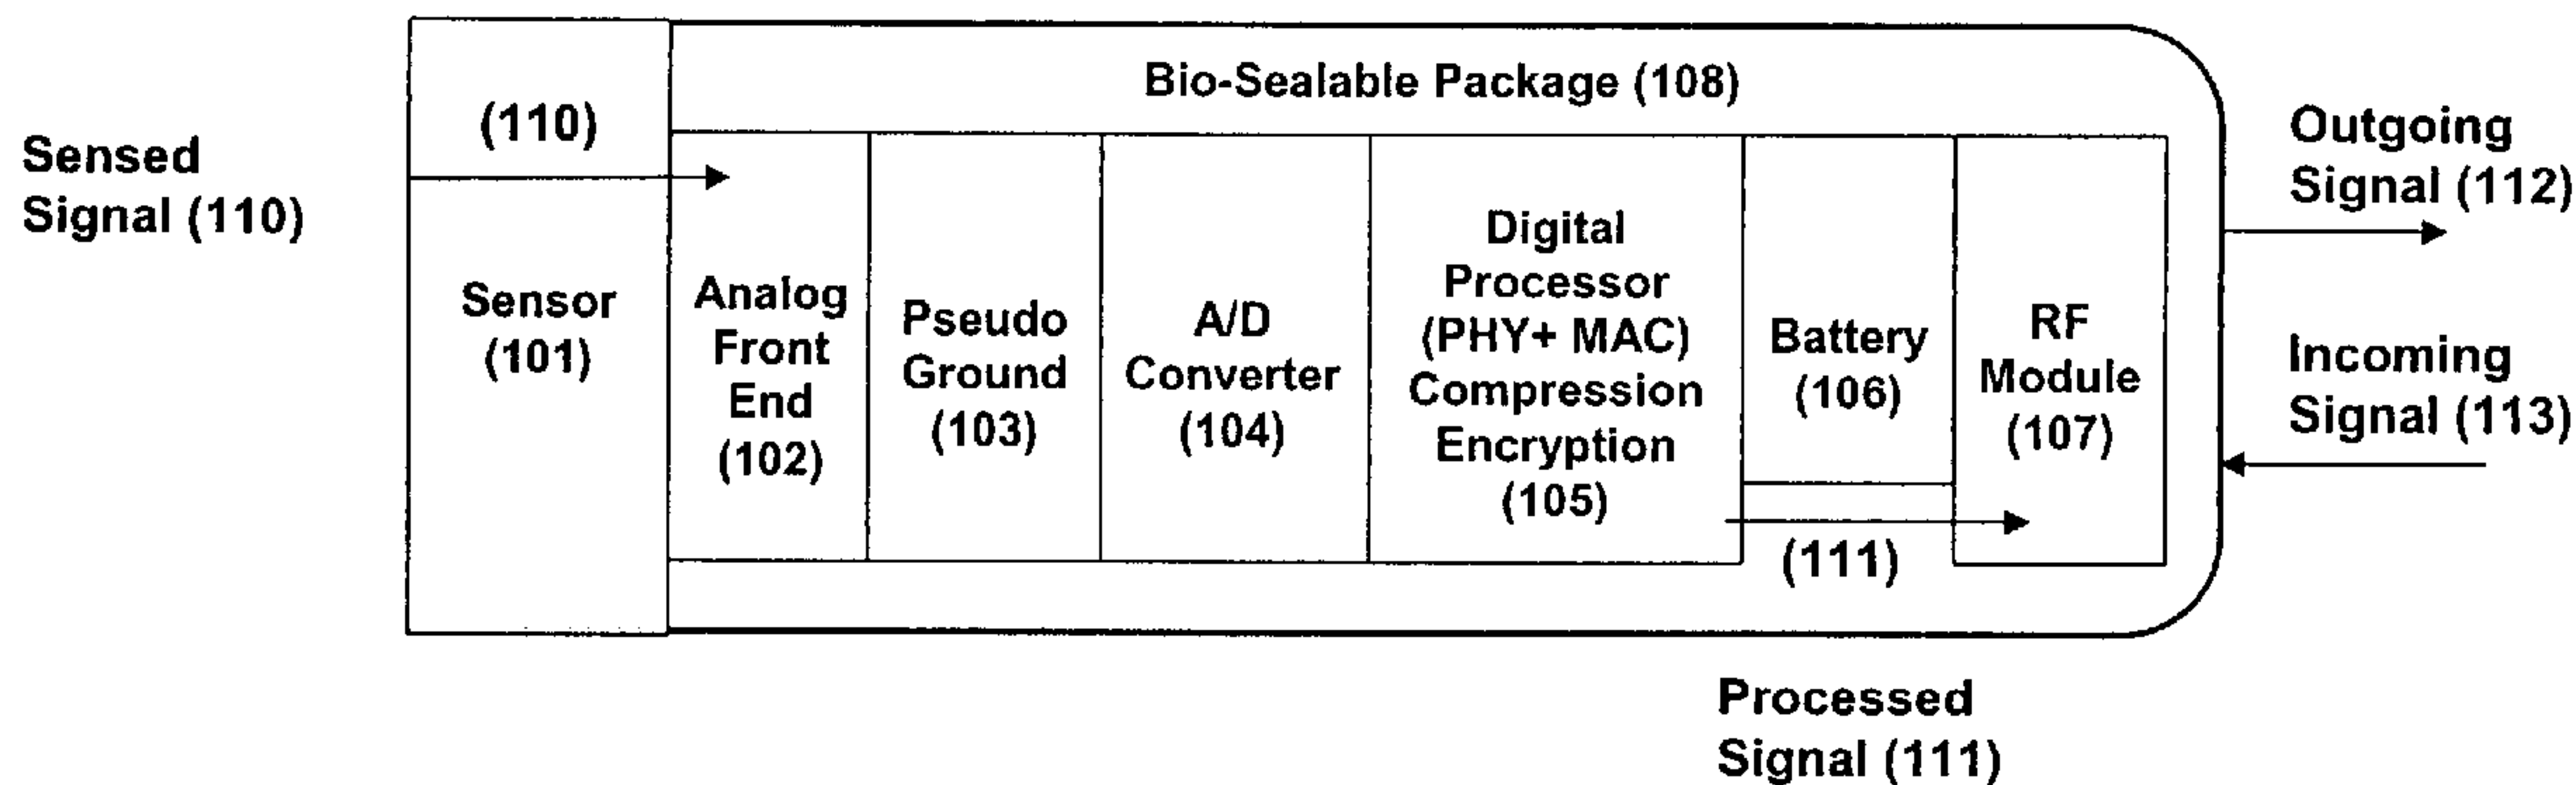 Bio-Sealable Package (108)
(110)
Sensed
Signal (110)
Sensor
(101)
Analog
Front
End
(102)
Pseudo
Ground
(103)
A/D
Converter
(104)
Digital
Processor
(PHY+ MAC)
Compression
Encryption
(105)
Battery
(106)
RF
Module
(107)
(111)
Outgoing
Signal (112)
Incoming
Signal (113)
Processed
Signal (111)